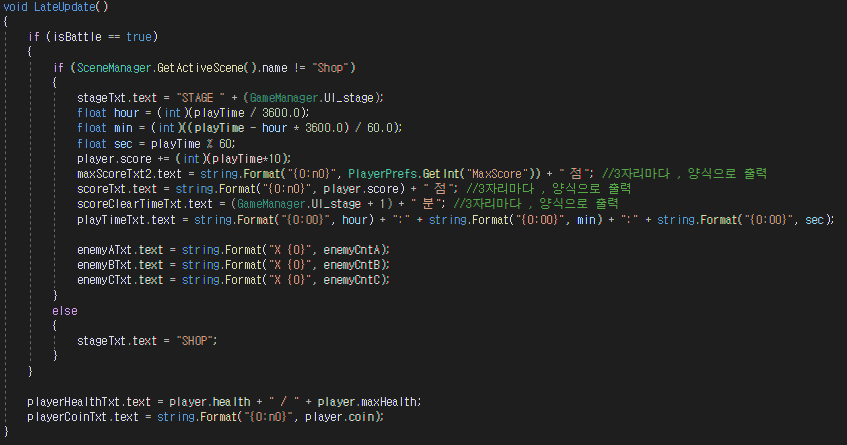 void LateUpdate()
{
if (isBattle == true)
{
if (SceneManager.GetActiveScene().name != "Shop")
{
stageTxt.text = "STAGE " + (GameManager.UI_stage);
float hour = (int)(playTime / 3600.0);
float min = (int)((playTime - hour * 3600.0) / 60.0);
float sec = playTime % 60;
player.score += (int)(playTime*10);
maxScoreTxt2.text = string.Format("{0:n0}", PlayerPrefs.GetInt("MaxScore")) + " 점"; //3자리마다 , 양식으로 출력
scoreTxt.text = string.Format("{0:n0}", player.score) + " 점"; //3자리마다 , 양식으로 출력
scoreClearTimeTxt.text = (GameManager.UI_stage + 1) + " 분"; //3자리마다 , 양식으로 출력
playTimeTxt.text = string.Format("{0:00}", hour) + ":" + string.Format("{0:00}", min) + ":" + string.Format("{0:00}", sec);
enemyATxt.text = string.Format("X {0}", enemyCntA);
enemyBTxt.text = string.Format("X {0}", enemyCntB);
enemyCTxt.text = string.Format("X {0}", enemyCntC);
}
else
{
stageTxt.text = "SHOP";
}
}
playerHealthTxt.text = player.health + " / " + player.maxHealth;
playerCoinTxt.text = string.Format("{0:n0}", player.coin);
}